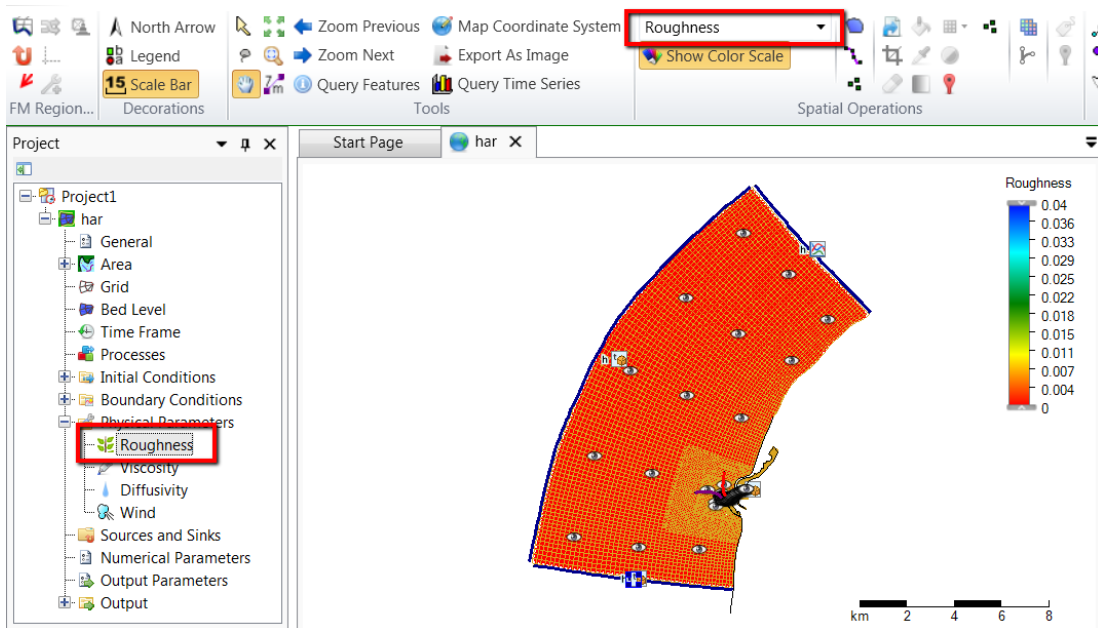 North Arrow
Legend
15 Scale Bar
FM Region...
Decorations
Zoom Previous
Zoom Next
Query Features
Map Coordinate System
Export As Image
Query Time Series
Tools
Roughness
Show Color Scale
Spatial Operations
Project
Start Page
har
Project1
har
General
Area
Grid
Bed Level
Time Frame
Processes
Initial Conditions
Boundary Conditions
Physical Parameters
Roughness
Viscosity
Diffusivity
Wind
Sources and Sinks
Numerical Parameters
Output Parameters
Output
Roughness
0.04
0.036
0.033
0.029
0.025
0.022
0.018
0.015
0.011
0.007
0.004
0
h
h
km 2 4 6 8